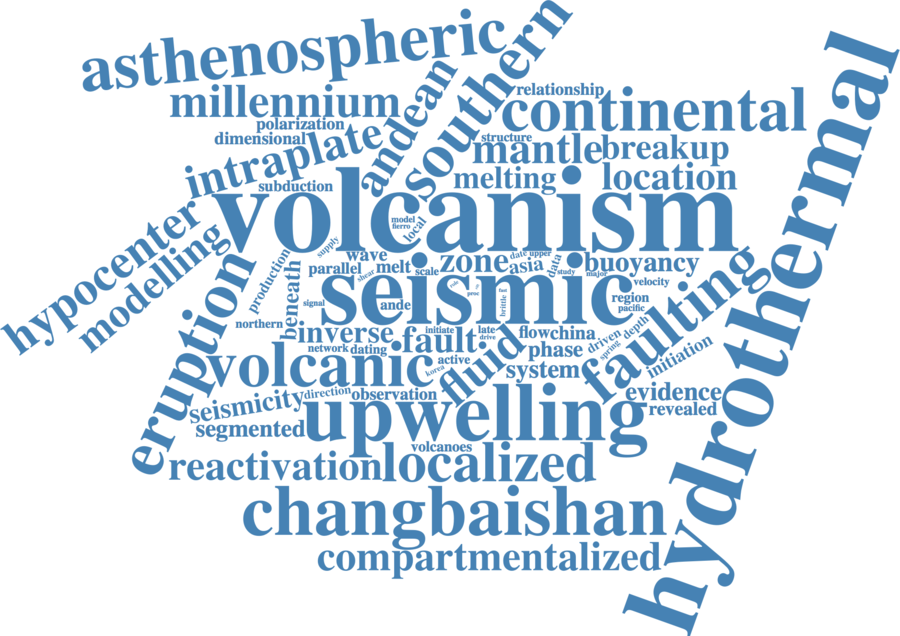 asthenospheric
southern
andean
millennium
relationship
continental
polarization
dimensional
structure
intraplate
mantle
breakup
subduction
melting
location
hydrothermal
volcanism
model
fierro
local
hypocenter
modelling
supply
wave
zone
date
upper
data
buoyancy
parallel
melt
asia
shear
scale
study
major
production
beneath
eruption
seismic
velocity
faulting
signal
ande
brittle
fast
region
pacific
northern
inverse
initiate
fault
late
drive
flowchina
driven
depth
spring
network
dating
active
fluid
phase
initiation
volcanic
korea
system
seismicity
direction
observation
evidence
revealed
segmented
upwelling
volcanoes
reactivation
localized
changbaishan
compartmentalized